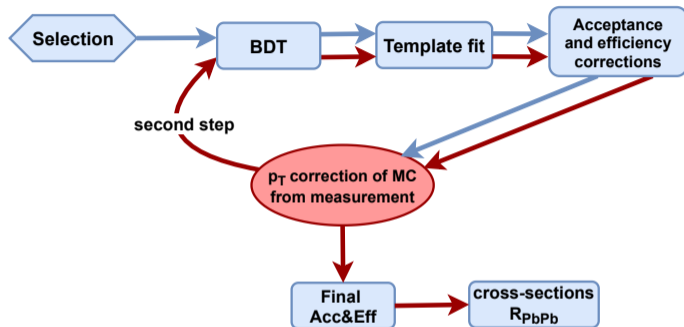 Selection
BDT
Template fit
Acceptance
and efficiency
corrections
second step
pT correction of MC
from measurement
Final
Acc&Eff
cross-sections
RPbPb